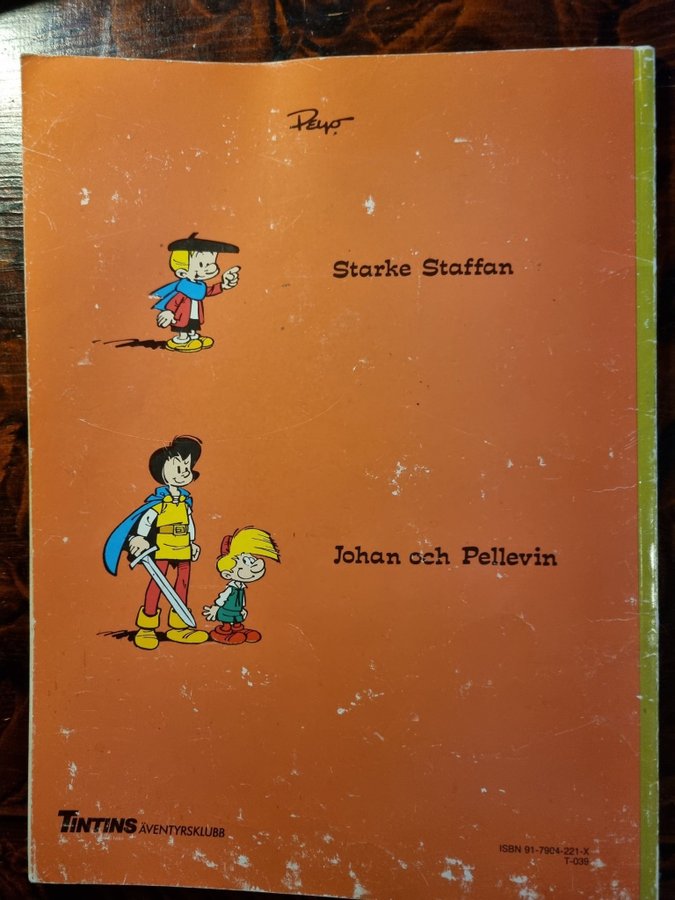 Peyo
Starke Staffan
Johan och Pellevin
TINTINS ÄVENTYRSKLUBB
ISBN 91-7904-221-X
T-039